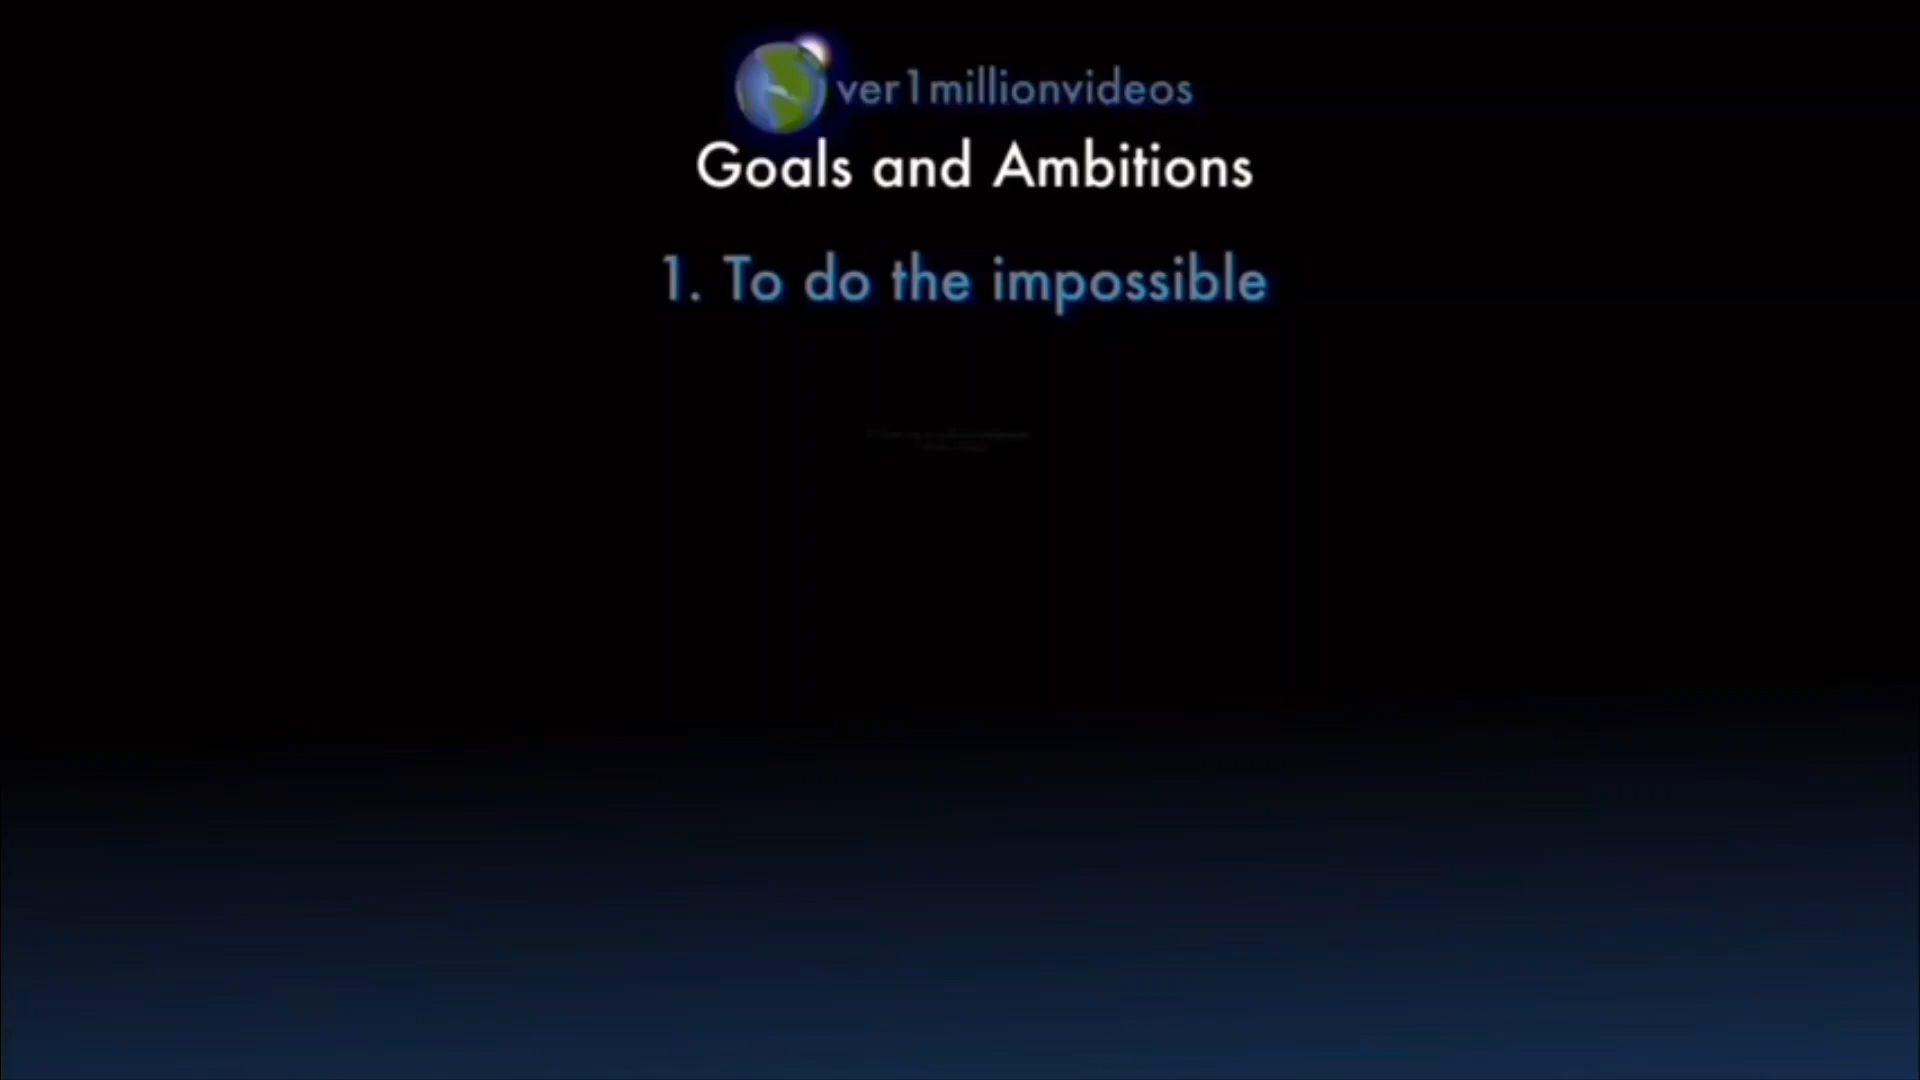 ver1millionvideos
Goals and Ambitions
1. To do the impossible